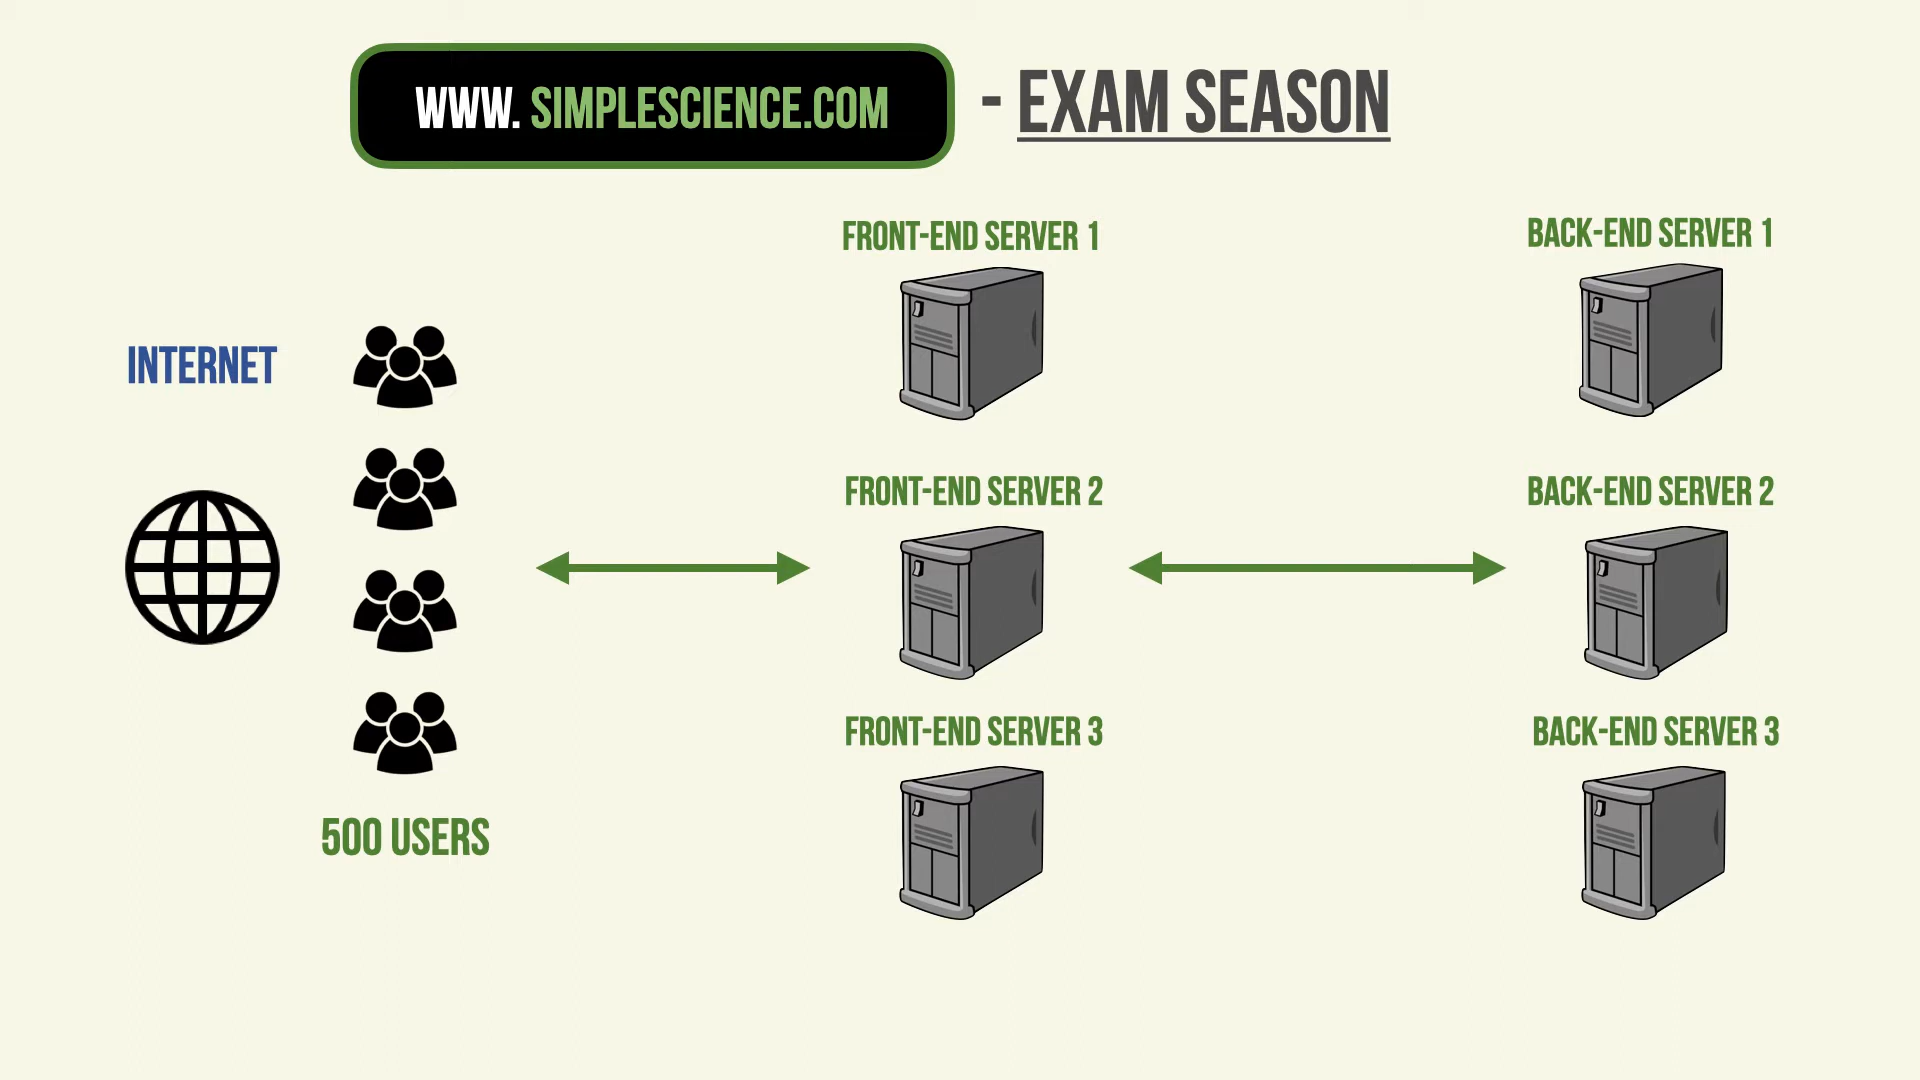 WWW. SIMPLESCIENCE.COM - EXAM SEASON
FRONT-END SERVER 1
BACK-END SERVER 1
INTERNET
FRONT-END SERVER 2
BACK-END SERVER 2
FRONT-END SERVER 3
BACK-END SERVER 3
500 USERS